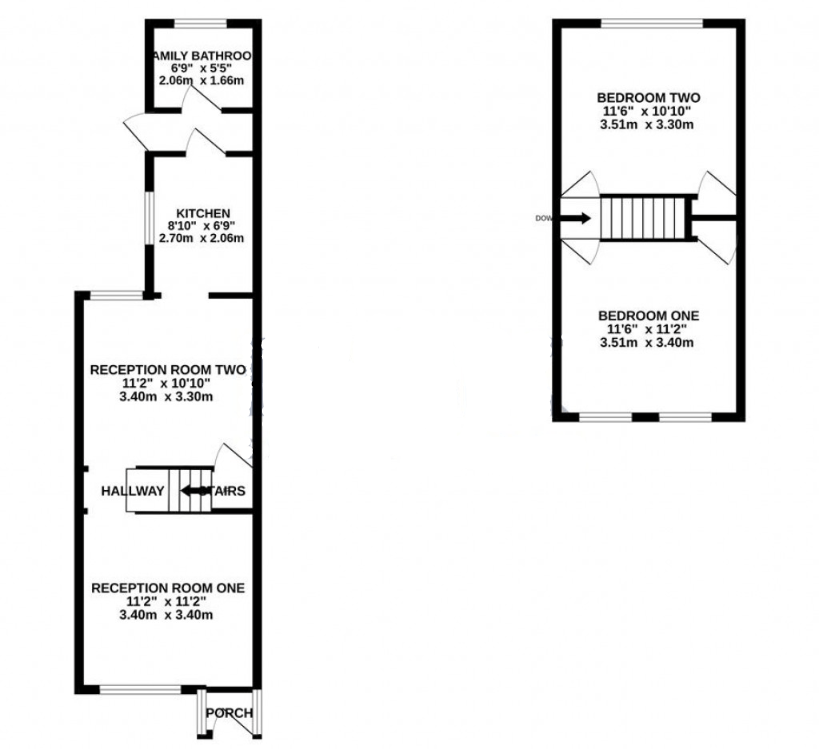 AMILY BATHROO
6'9" x 5'5"
2.06m x 1.66m
KITCHEN
8'10" x 6'9"
2.70m x 2.06m
RECEPTION ROOM TWO
11'2" x 10'10"
3.40m x 3.30m
HALLWAY
STAIRS
RECEPTION ROOM ONE
11'2" x 11'2"
3.40m x 3.40m
PORCH
BEDROOM TWO
11'6" x 10'10"
3.51m x 3.30m
DOW
BEDROOM ONE
11'6" x 11'2"
3.51m x 3.40m